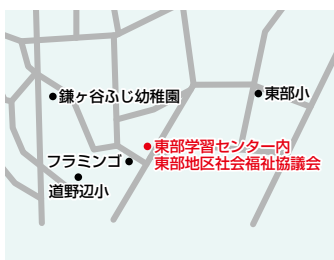 鎌ヶ谷ふじ幼稚園
東部小
東部学習センター内
東部地区社会福祉協議会
フラミンゴ
道野辺小